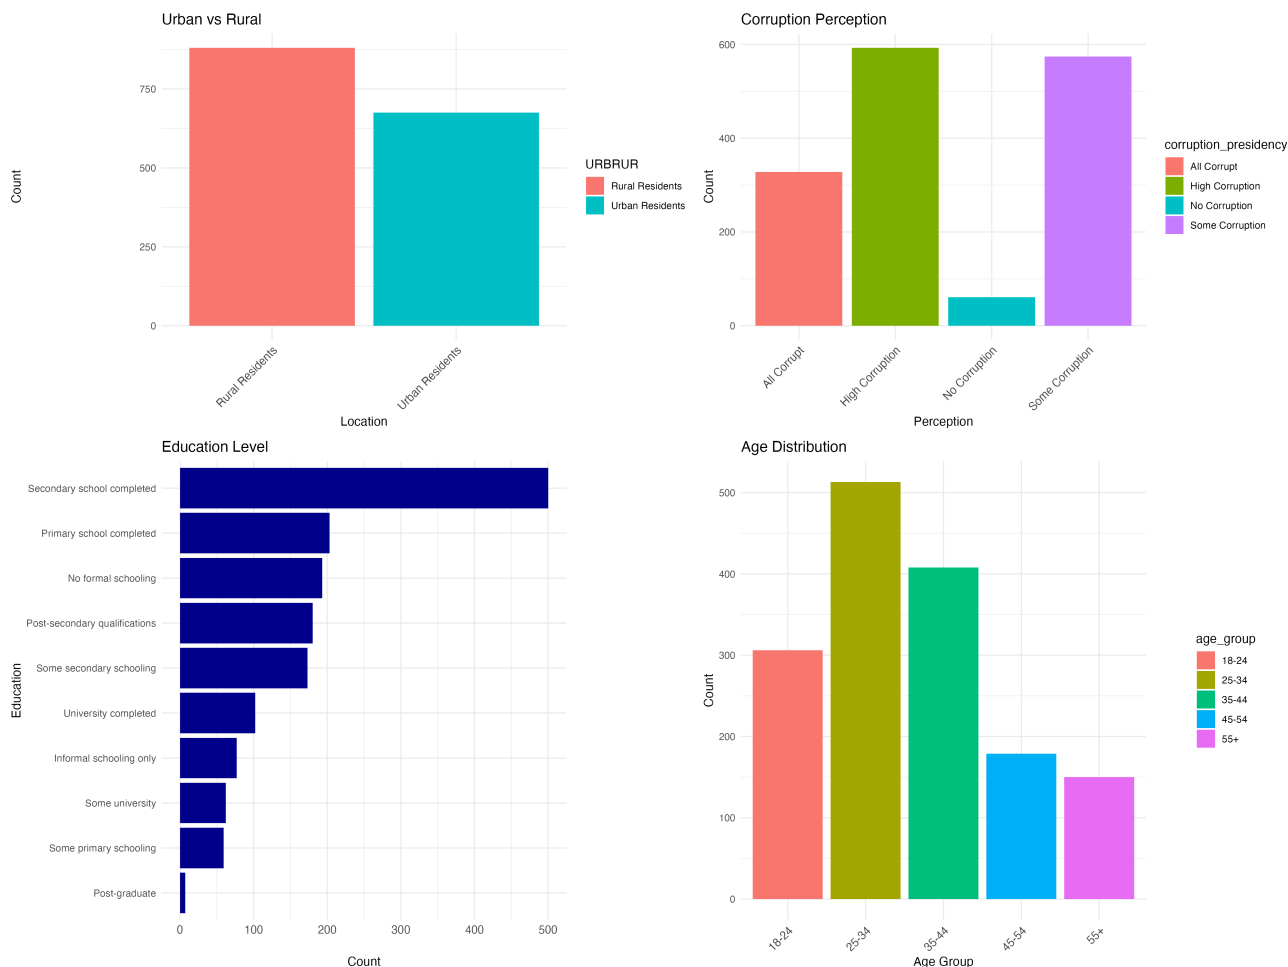 Urban vs Rural
Count
750
500
250
0
Rural Residents
Urban Residents
Location
URBRUR
Rural Residents
Urban Residents
Corruption Perception
Count
600
400
200
0
All Corrupt
High Corruption
No Corruption
Some Corruption
Perception
corruption_presidency
All Corrupt
High Corruption
No Corruption
Some Corruption
Education Level
Education
Secondary school completed
Primary school completed
No formal schooling
Post-secondary qualifications
Some secondary schooling
University completed
Informal schooling only
Some university
Some primary schooling
Post-graduate
0 100 200 300 400 500
Count
Age Distribution
Count
500
400
300
200
100
0
18-24
25-34
35-44
45-54
55+
Age Group
age_group
18-24
25-34
35-44
45-54
55+